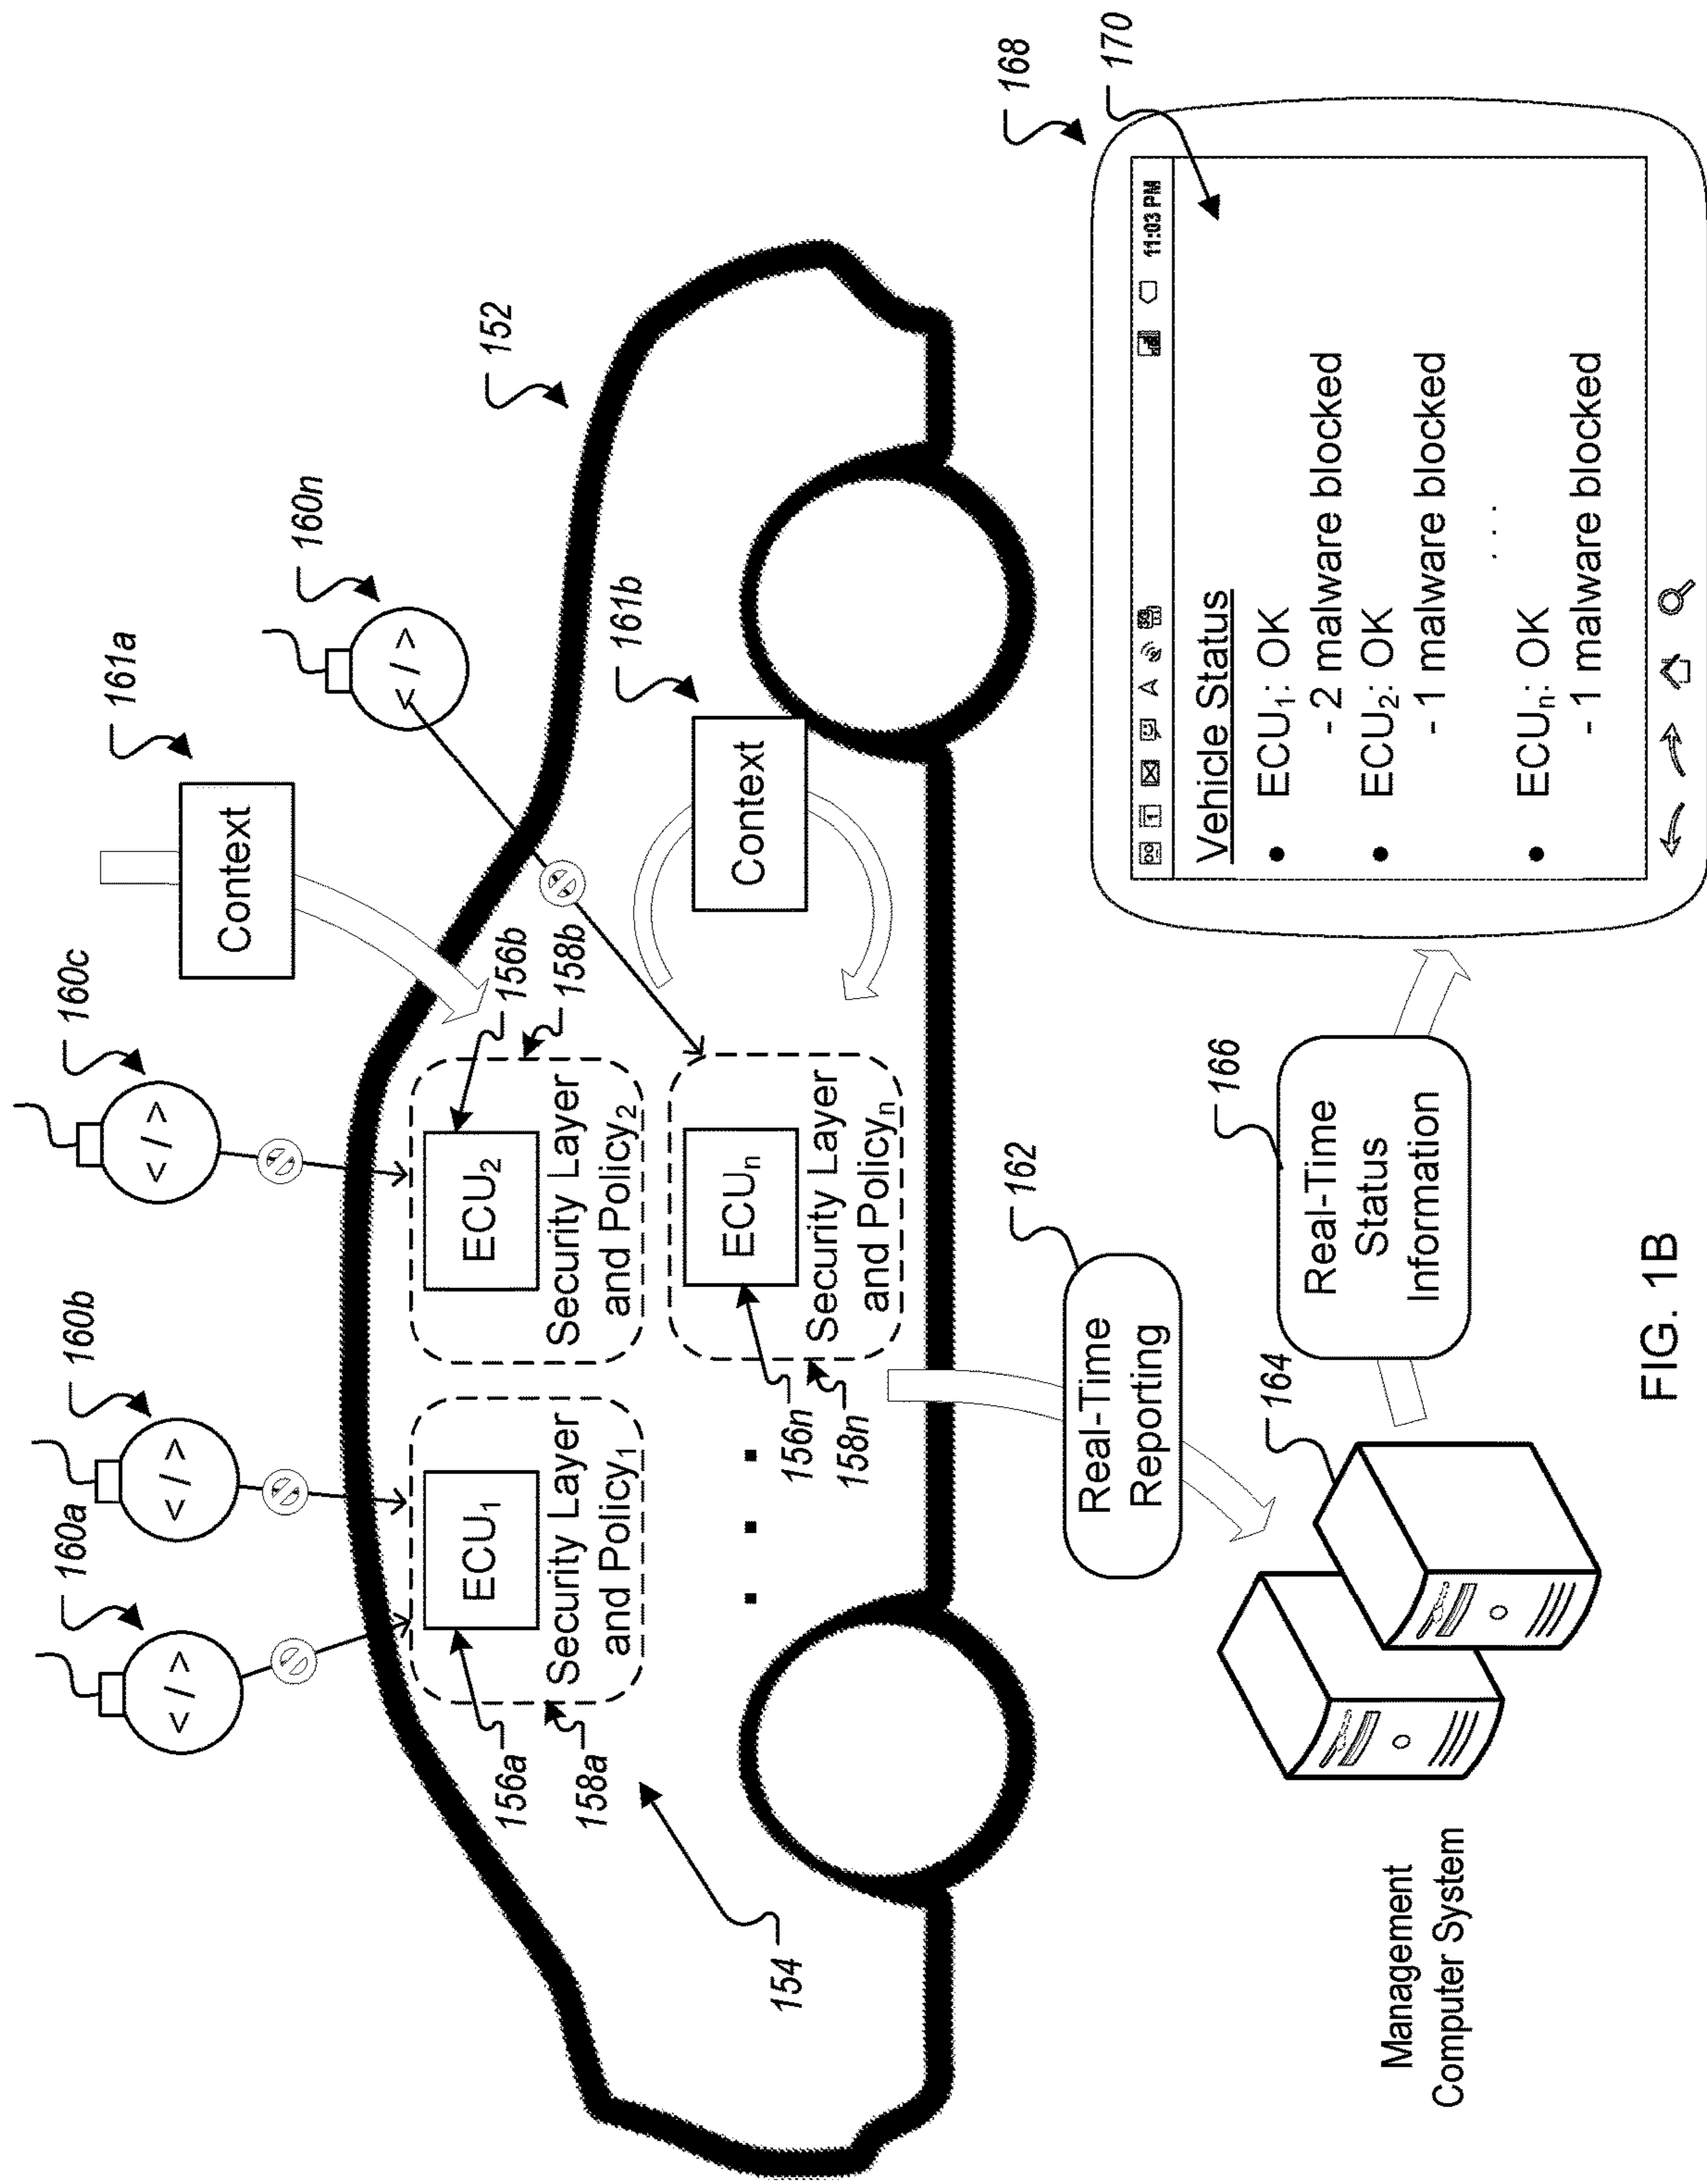 160a
160b
160c
161a
160n
152
</>
</>
</>
</>
Context
ECU₁
Security Layer
and Policy₁
156a
158a
ECU₂
Security Layer
and Policy₂
156b
158b
154
. . .
ECUₙ
Security Layer
and Policyₙ
156n
158n
Context
161b
Real-Time
Reporting
162
Management
Computer System
164
Real-Time
Status
Information
166
168
170
1
11:03 PM
Vehicle Status
• ECU₁: OK
- 2 malware blocked
• ECU₂: OK
- 1 malware blocked
. . .
• ECUₙ: OK
- 1 malware blocked
FIG. 1B